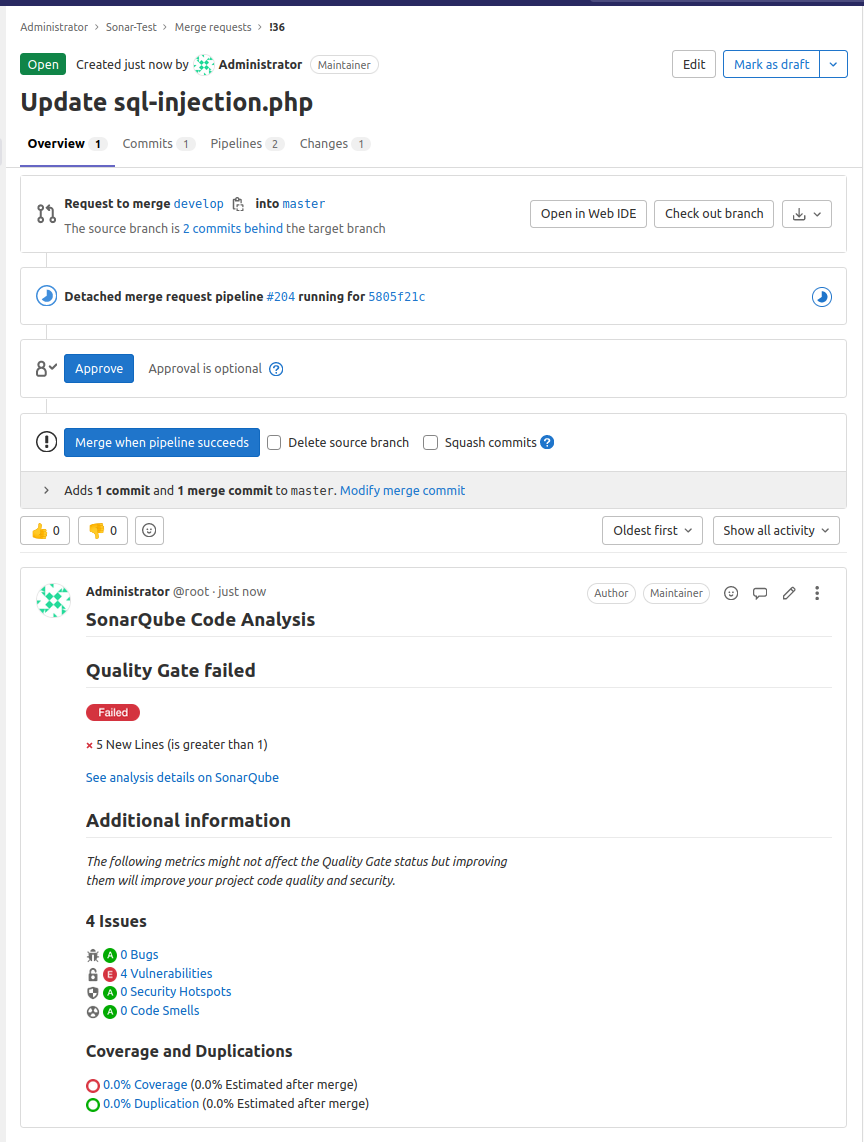 Administrator > Sonar-Test > Merge requests > !36
Open Created just now by Administrator Maintainer Edit Mark as draft
Update sql-injection.php
Overview 1 Commits 1 Pipelines 2 Changes 1
Request to merge develop into master
The source branch is 2 commits behind the target branch
Open in Web IDE Check out branch
Detached merge request pipeline #204 running for 5805f21c
Approve Approval is optional ?
Merge when pipeline succeeds Delete source branch Squash commits ?
> Adds 1 commit and 1 merge commit to master. Modify merge commit
👍 0 👎 0 Oldest first Show all activity
Administrator @root · just now Author Maintainer
SonarQube Code Analysis
Quality Gate failed
Failed
× 5 New Lines (is greater than 1)
See analysis details on SonarQube
Additional information
The following metrics might not affect the Quality Gate status but improving
them will improve your project code quality and security.
4 Issues
A 0 Bugs
E 4 Vulnerabilities
A 0 Security Hotspots
A 0 Code Smells
Coverage and Duplications
0.0% Coverage (0.0% Estimated after merge)
0.0% Duplication (0.0% Estimated after merge)